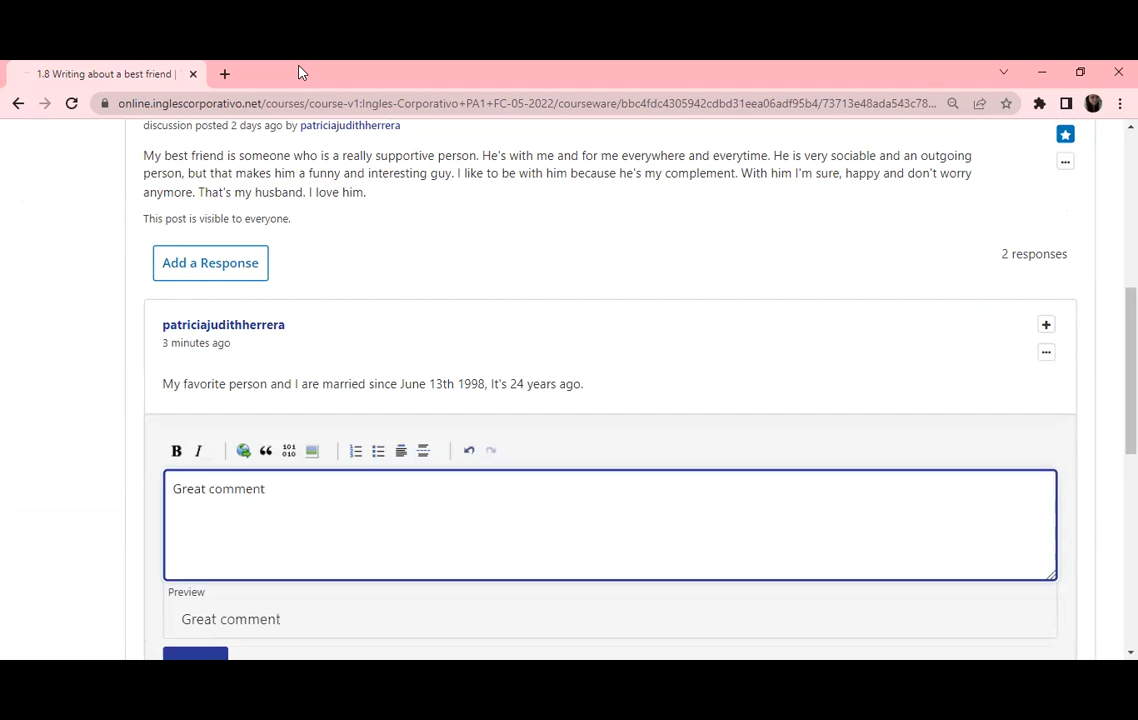 1.8 Writing about a best friend |
online.inglescorporativo.net/courses/course-v1:Ingles-Corporativo+PA1+FC-05-2022/courseware/bbc4fdc4305942cdbd31eea06adf95b4/73713e48ada543c78...
discussion posted 2 days ago by patriciajudithherrera
My best friend is someone who is a really supportive person. He's with me and for me everywhere and everytime. He is very sociable and an outgoing
person, but that makes him a funny and interesting guy. I like to be with him because he's my complement. With him I'm sure, happy and don't worry
anymore. That's my husband. I love him.
This post is visible to everyone.
Add a Response
2 responses
patriciajudithherrera
3 minutes ago
My favorite person and I are married since June 13th 1998, It's 24 years ago.
B I 101 010
Great comment
Preview
Great comment